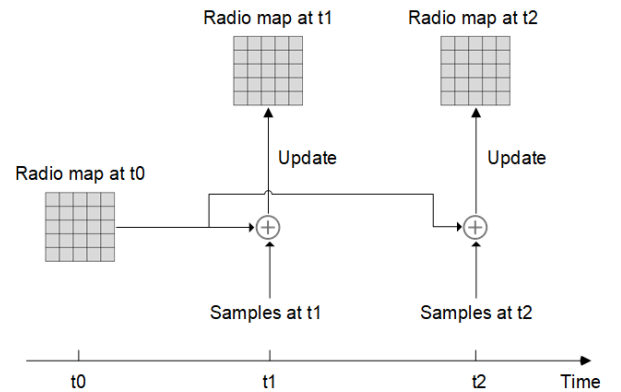 Radio map at t1
Radio map at t2
Update
Update
Radio map at t0
Samples at t1
Samples at t2
t0
t1
t2
Time